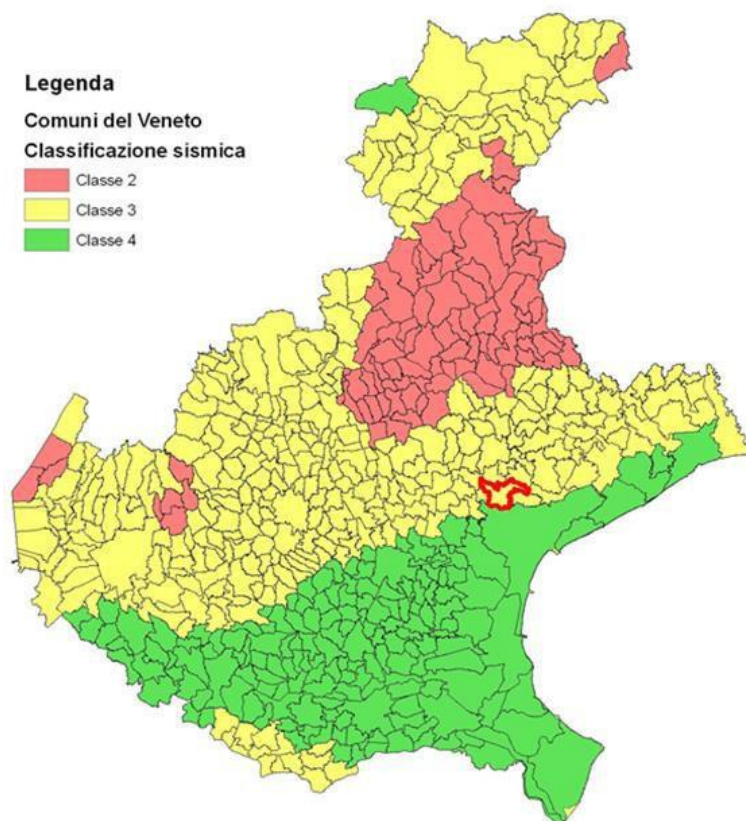 Legenda
Comuni del Veneto
Classificazione sismica
Classe 2
Classe 3
Classe 4